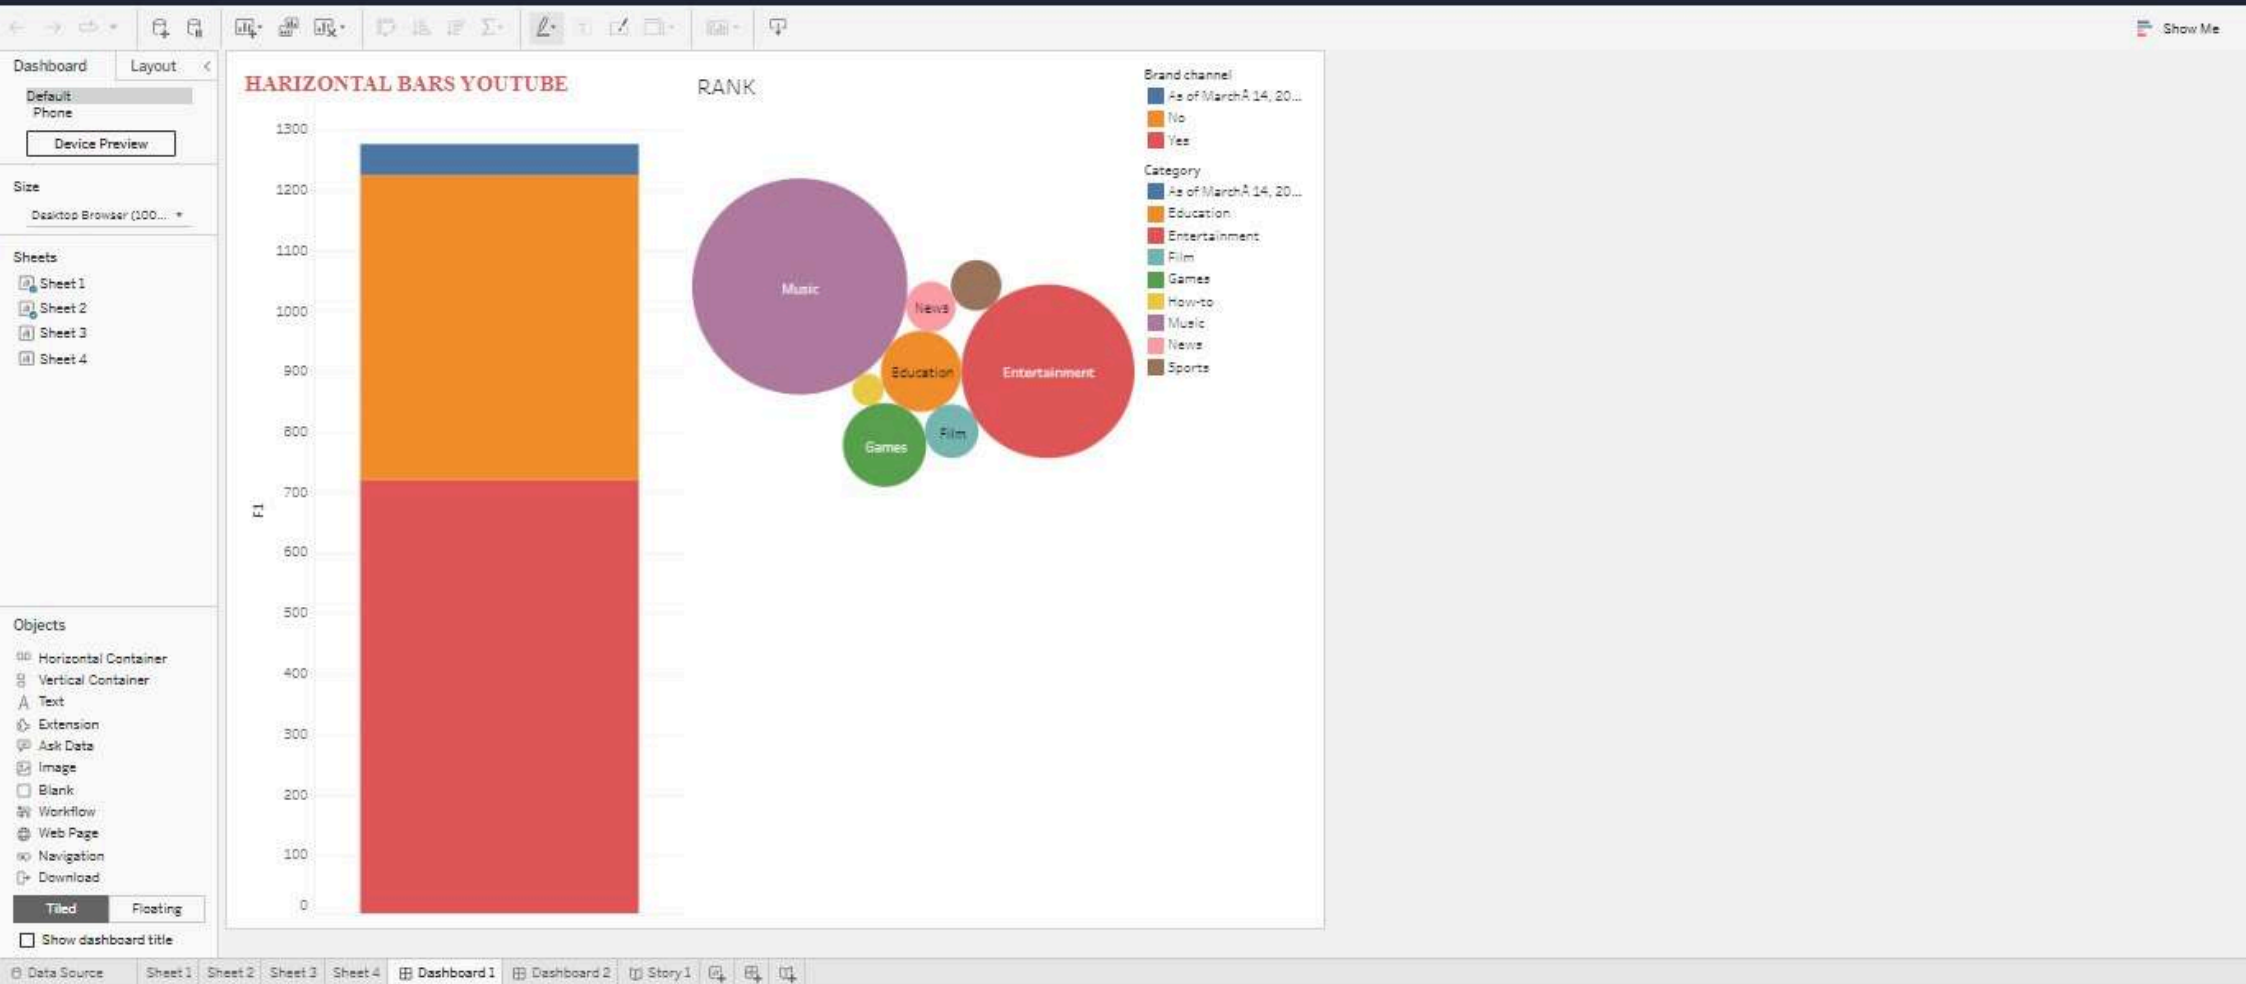 Show Me
Dashboard
Layout
Default
Phone
Device Preview
Size
Desktop Browser (100...
Sheets
Sheet 1
Sheet 2
Sheet 3
Sheet 4
Objects
Horizontal Container
Vertical Container
Text
Extension
Ask Data
Image
Blank
Workflow
Web Page
Navigation
Download
Tiled
Floating
Show dashboard title
HARIZONTAL BARS YOUTUBE
1300
1200
1100
1000
900
800
700
600
500
400
300
200
100
0
F1
RANK
Music
News
Education
Entertainment
Games
Film
Brand channel
As of MarchÂ 14, 20...
No
Yes
Category
As of MarchÂ 14, 20...
Education
Entertainment
Film
Games
How-to
Music
News
Sports
Data Source
Sheet 1
Sheet 2
Sheet 3
Sheet 4
Dashboard 1
Dashboard 2
Story 1